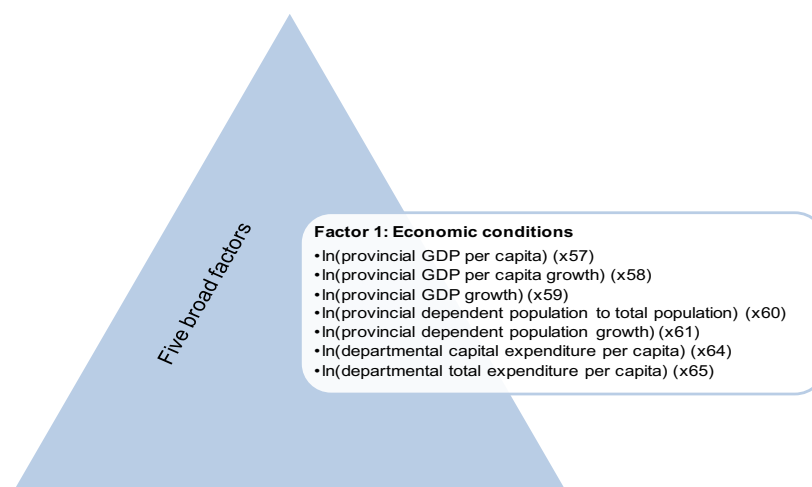 Five broad factors
Factor 1: Economic conditions
•ln(provincial GDP per capita) (x57)
•ln(provincial GDP per capita growth) (x58)
•ln(provincial GDP growth) (x59)
•ln(provincial dependent population to total population) (x60)
•ln(provincial dependent population growth) (x61)
•ln(departmental capital expenditure per capita) (x64)
•ln(departmental total expenditure per capita) (x65)